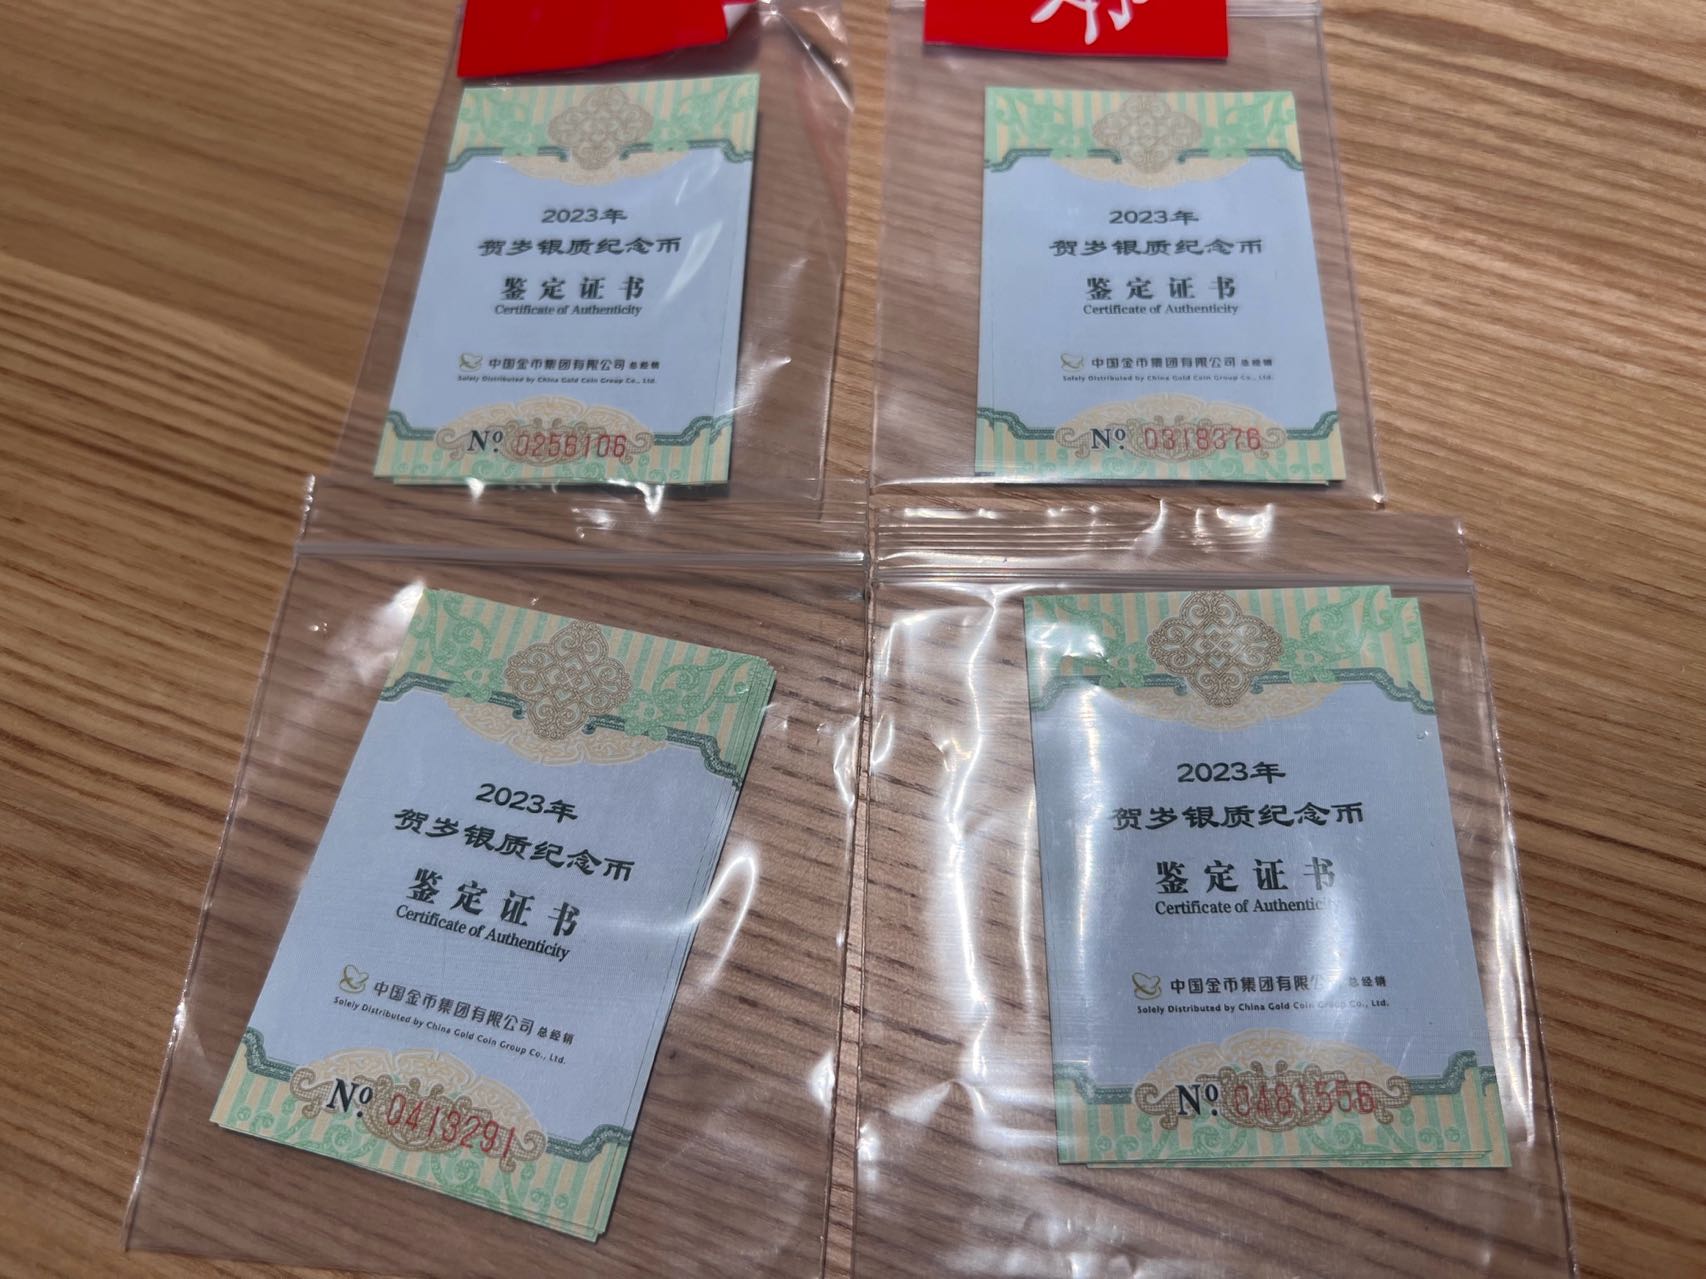 2023年
贺岁银质纪念币
鉴定证书
Certificate of Authenticity
中国金币集团有限公司 总经销
Solely Distributed by China Gold Coin Group Co., Ltd.
Nº 0256106
2023年
贺岁银质纪念币
鉴定证书
Certificate of Authenticity
中国金币集团有限公司 总经销
Solely Distributed by China Gold Coin Group Co., Ltd.
Nº 0318376
2023年
贺岁银质纪念币
鉴定证书
Certificate of Authenticity
中国金币集团有限公司 总经销
Solely Distributed by China Gold Coin Group Co., Ltd.
Nº 0413291
2023年
贺岁银质纪念币
鉴定证书
Certificate of Authenticity
中国金币集团有限公司 总经销
Solely Distributed by China Gold Coin Group Co., Ltd.
Nº 0481556